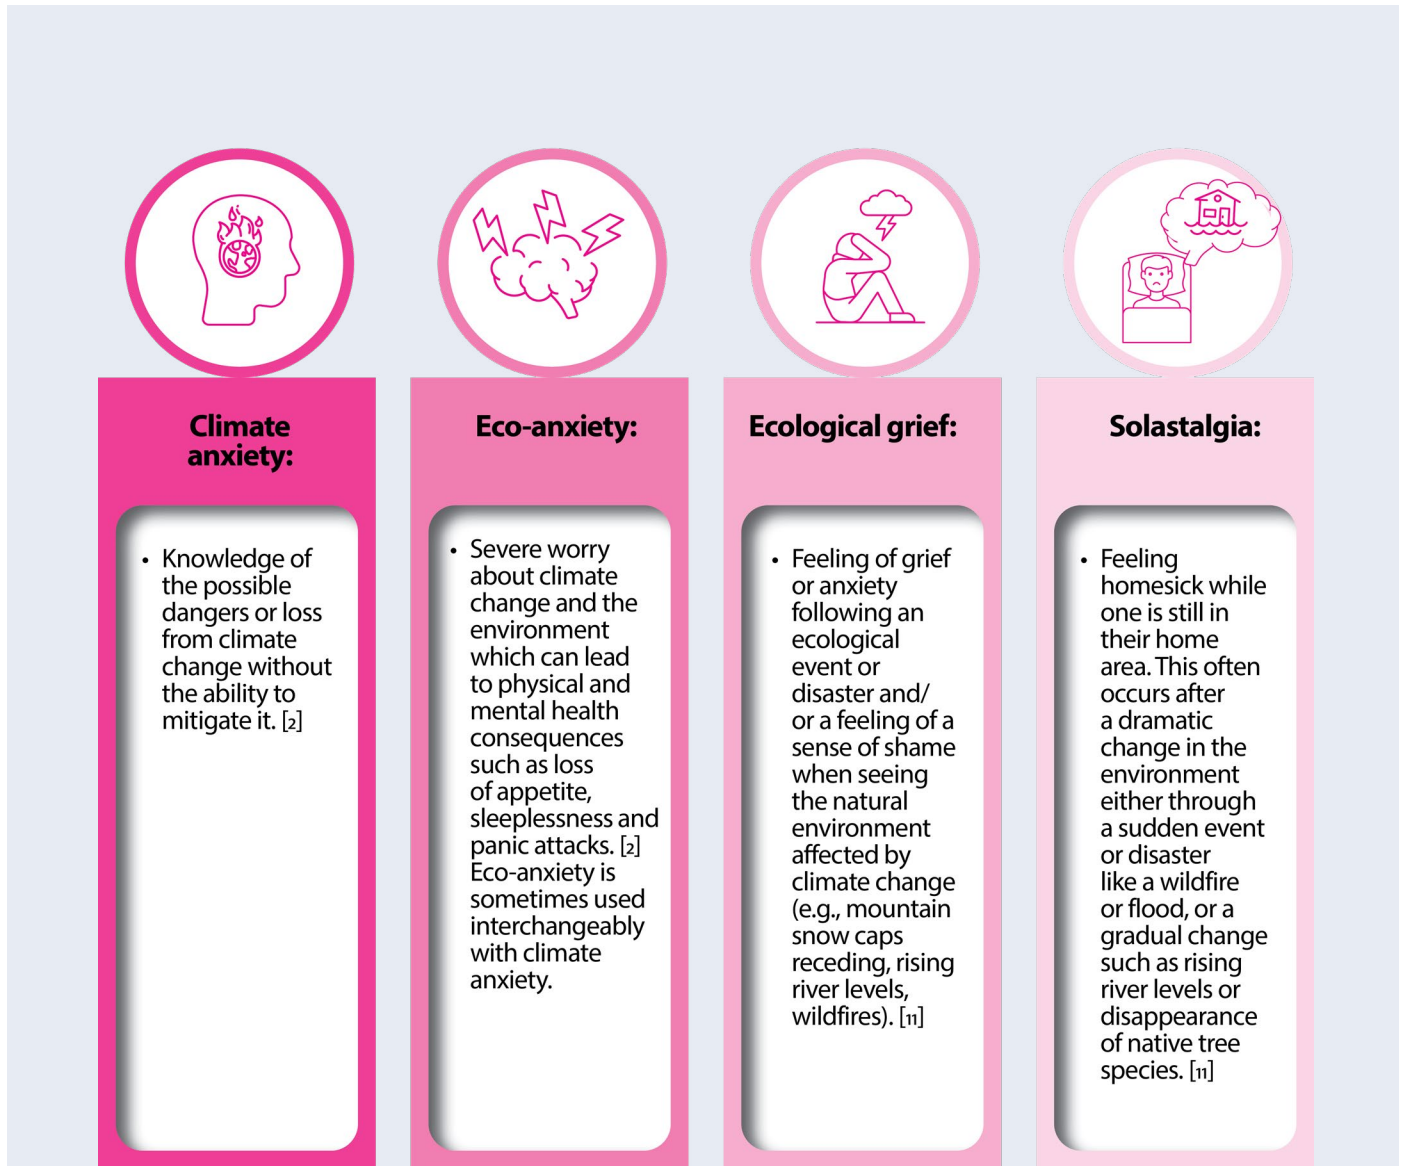 Climate
anxiety:
• Knowledge of
the possible
dangers or loss
from climate
change without
the ability to
mitigate it. [2]
Eco-anxiety:
• Severe worry
about climate
change and the
environment
which can lead
to physical and
mental health
consequences
such as loss
of appetite,
sleeplessness and
panic attacks. [2]
Eco-anxiety is
sometimes used
interchangeably
with climate
anxiety.
Ecological grief:
• Feeling of grief
or anxiety
following an
ecological
event or
disaster and/
or a feeling of a
sense of shame
when seeing
the natural
environment
affected by
climate change
(e.g., mountain
snow caps
receding, rising
river levels,
wildfires). [11]
Solastalgia:
• Feeling
homesick while
one is still in
their home
area. This often
occurs after
a dramatic
change in the
environment
either through
a sudden event
or disaster
like a wildfire
or flood, or a
gradual change
such as rising
river levels or
disappearance
of native tree
species. [11]